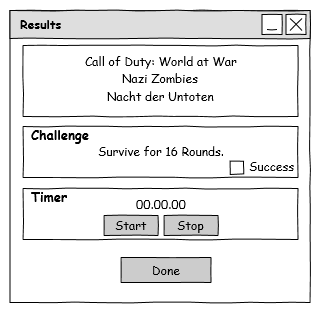 Results
Call of Duty: World at War
Nazi Zombies
Nacht der Untoten
Challenge
Survive for 16 Rounds.
Success
Timer
00.00.00
Start Stop
Done